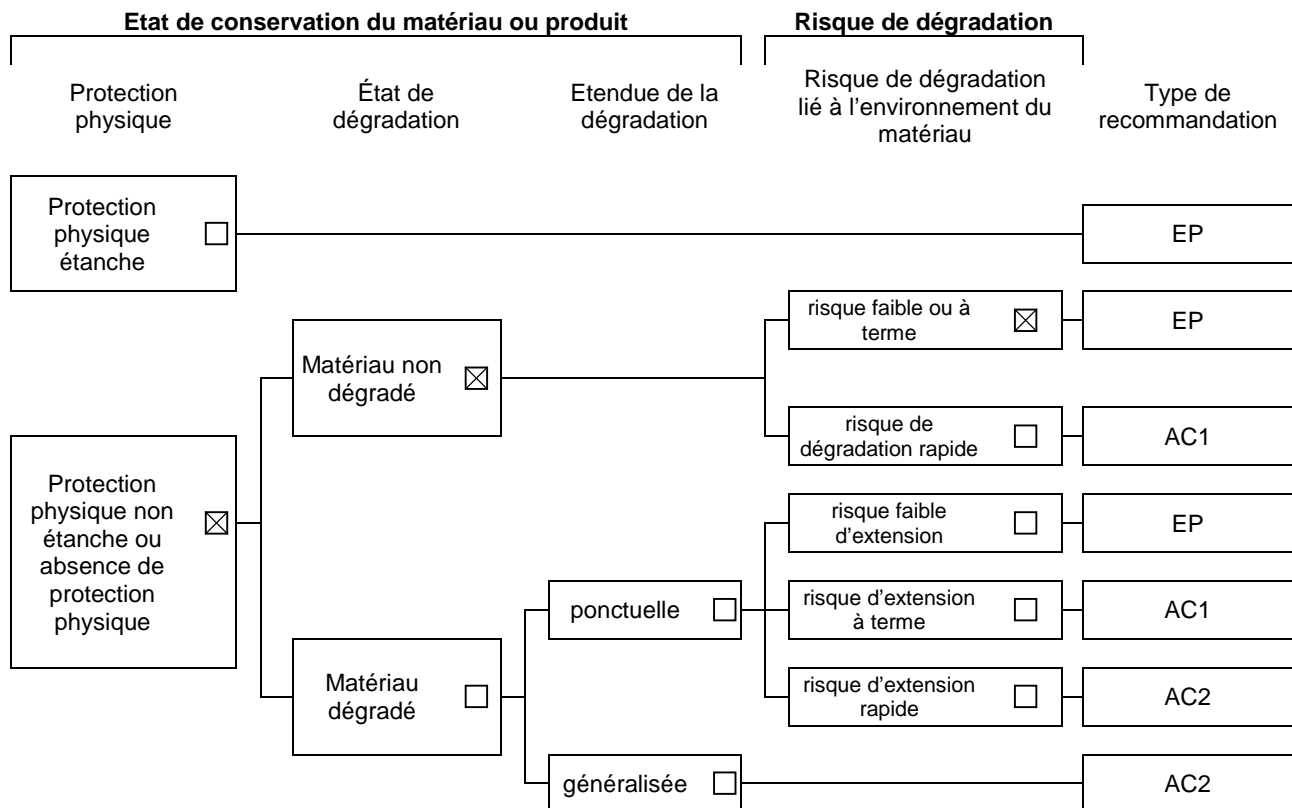 Etat de conservation du matériau ou produit
Risque de dégradation
Protection
physique
État de
dégradation
Etendue de la
dégradation
Risque de dégradation
lié à l'environnement du
matériau
Type de
recommandation
Protection
physique
étanche
EP
risque faible ou à
terme
EP
Matériau non
dégradé
risque de
dégradation rapide
AC1
Protection
physique non
étanche ou
absence de
protection
physique
risque faible
d'extension
EP
ponctuelle
risque d'extension
à terme
AC1
Matériau
dégradé
risque d'extension
rapide
AC2
généralisée
AC2